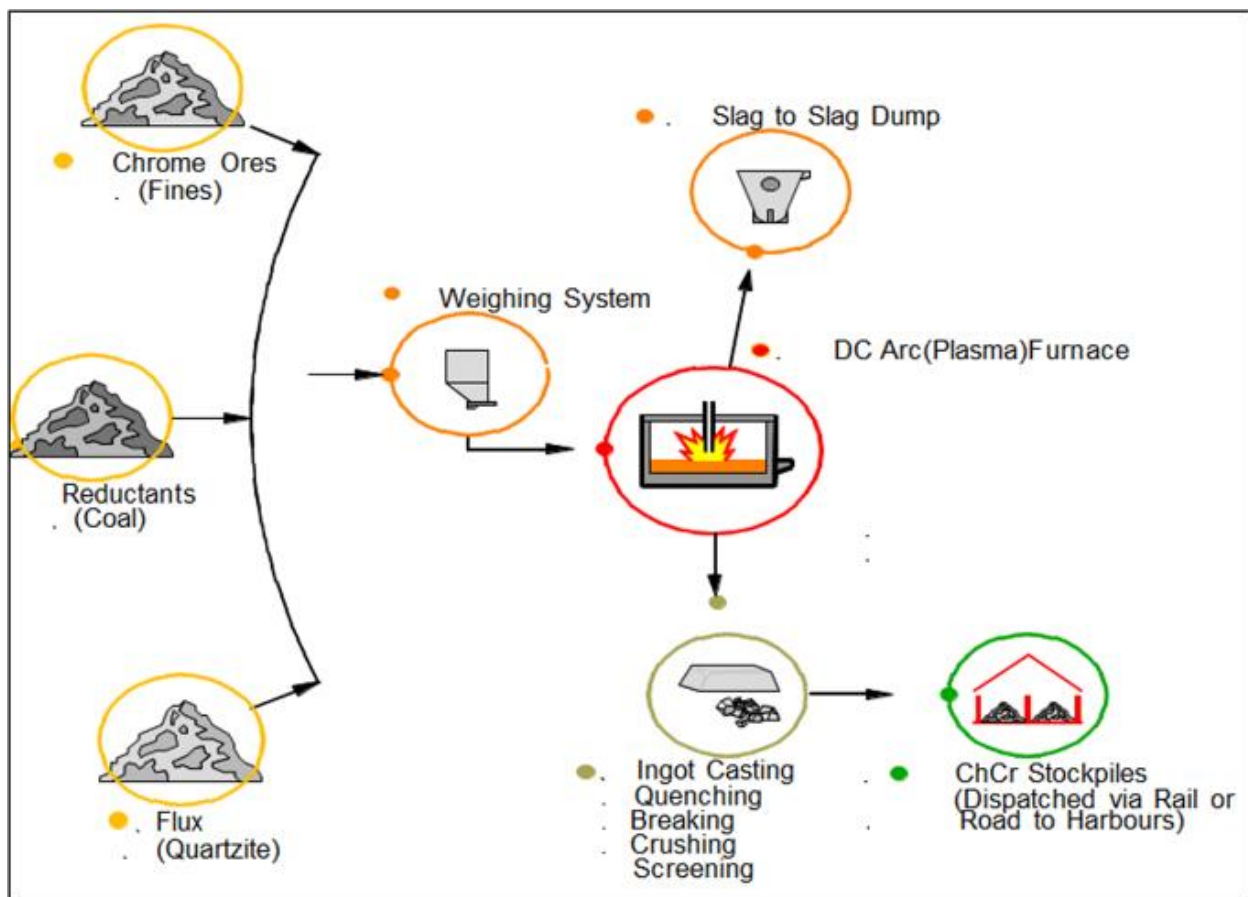 Chrome Ores
(Fines)
Reductants
(Coal)
Flux
(Quartzite)
Weighing System
Slag to Slag Dump
DC Arc(Plasma)Furnace
Ingot Casting
Quenching
Breaking
Crushing
Screening
ChCr Stockpiles
(Dispatched via Rail or
Road to Harbours)